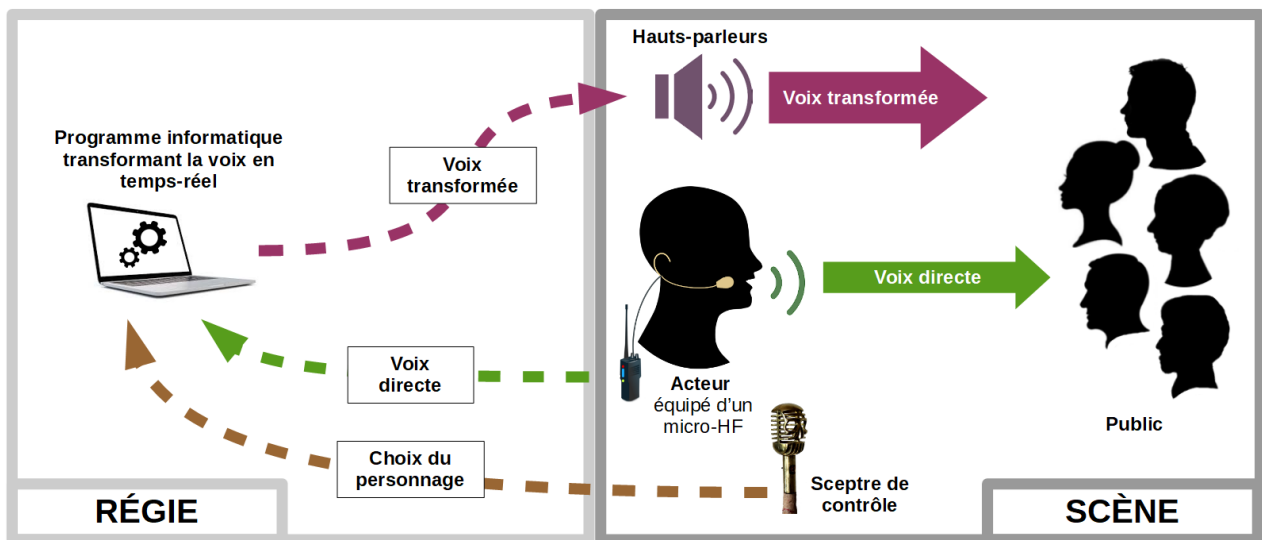 Hauts-parleurs
Voix transformée
Programme informatique
transformant la voix en
temps-réel
Voix
transformée
Voix directe
Voix
directe
Acteur
équipé d'un
micro-HF
Public
Choix du
personnage
Sceptre de
contrôle
RÉGIE
SCÈNE